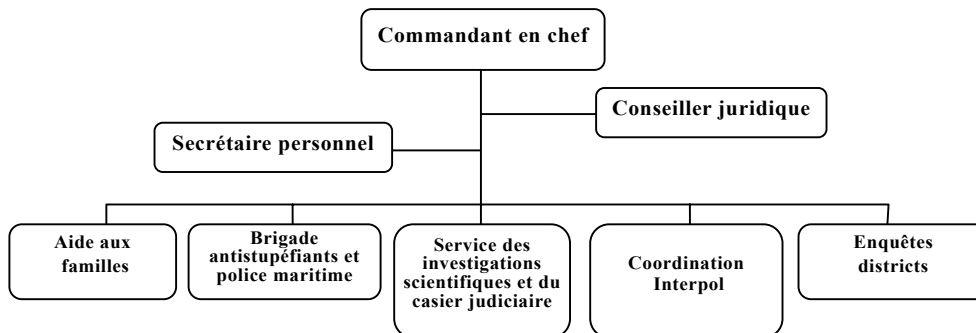 Commandant en chef
Conseiller juridique
Secrétaire personnel
Aide aux
familles
Brigade
antistupéfiants et
police maritime
Service des
investigations
scientifiques et du
casier judiciaire
Coordination
Interpol
Enquêtes
districts